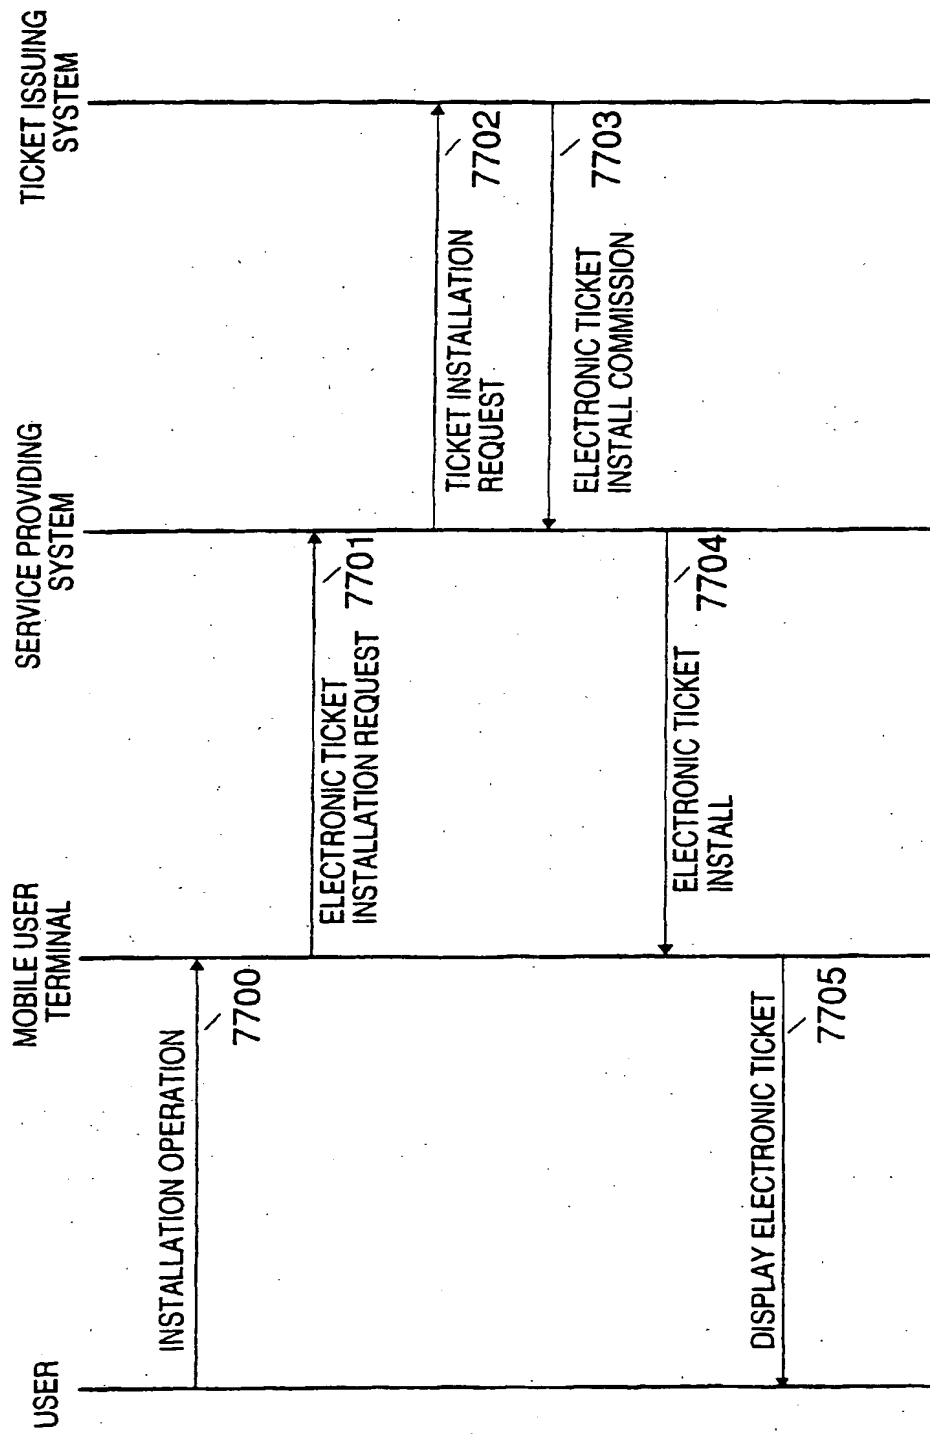 USER
MOBILE USER
TERMINAL
SERVICE PROVIDING
SYSTEM
TICKET ISSUING
SYSTEM
INSTALLATION OPERATION
7700
ELECTRONIC TICKET
INSTALLATION REQUEST
7701
TICKET INSTALLATION
REQUEST
7702
ELECTRONIC TICKET
INSTALL COMMISSION
7703
ELECTRONIC TICKET
INSTALL
7704
DISPLAY ELECTRONIC TICKET
7705